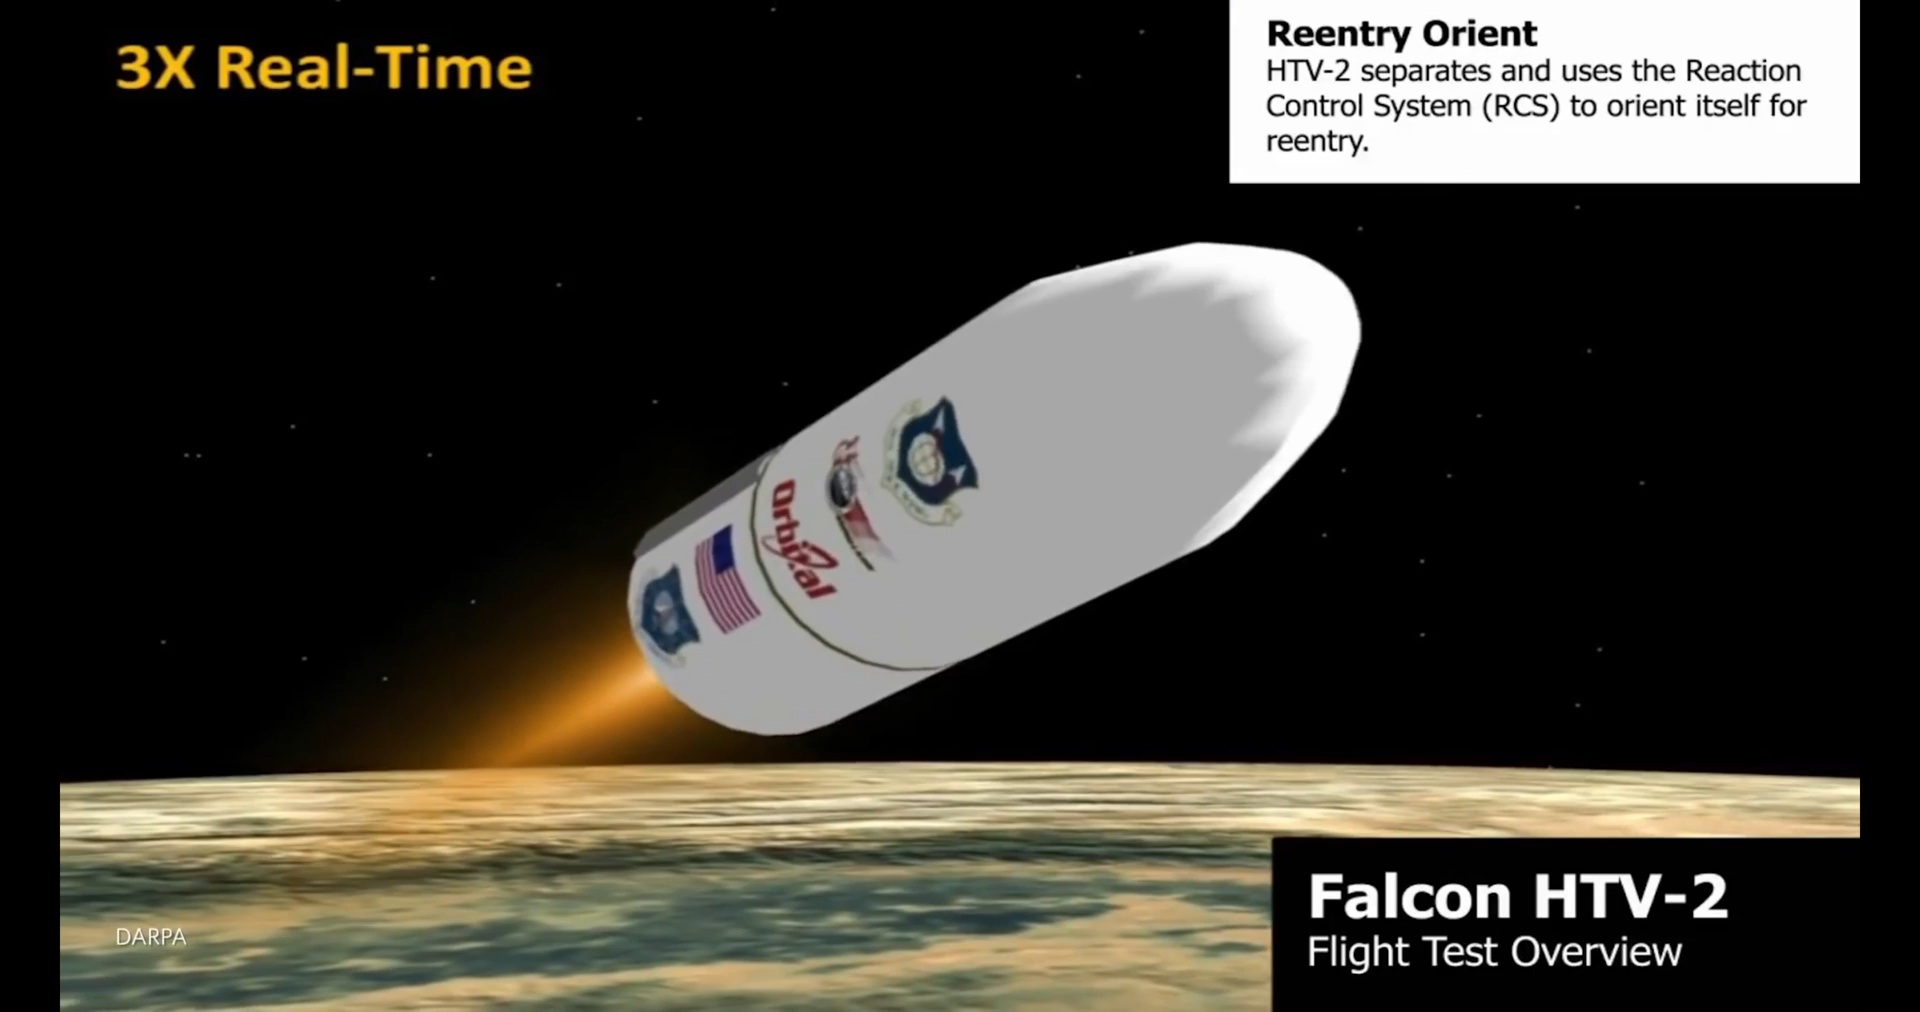 3X Real-Time
Reentry Orient
HTV-2 separates and uses the Reaction
Control System (RCS) to orient itself for
reentry.
Orbital
DARPA
Falcon HTV-2
Flight Test Overview